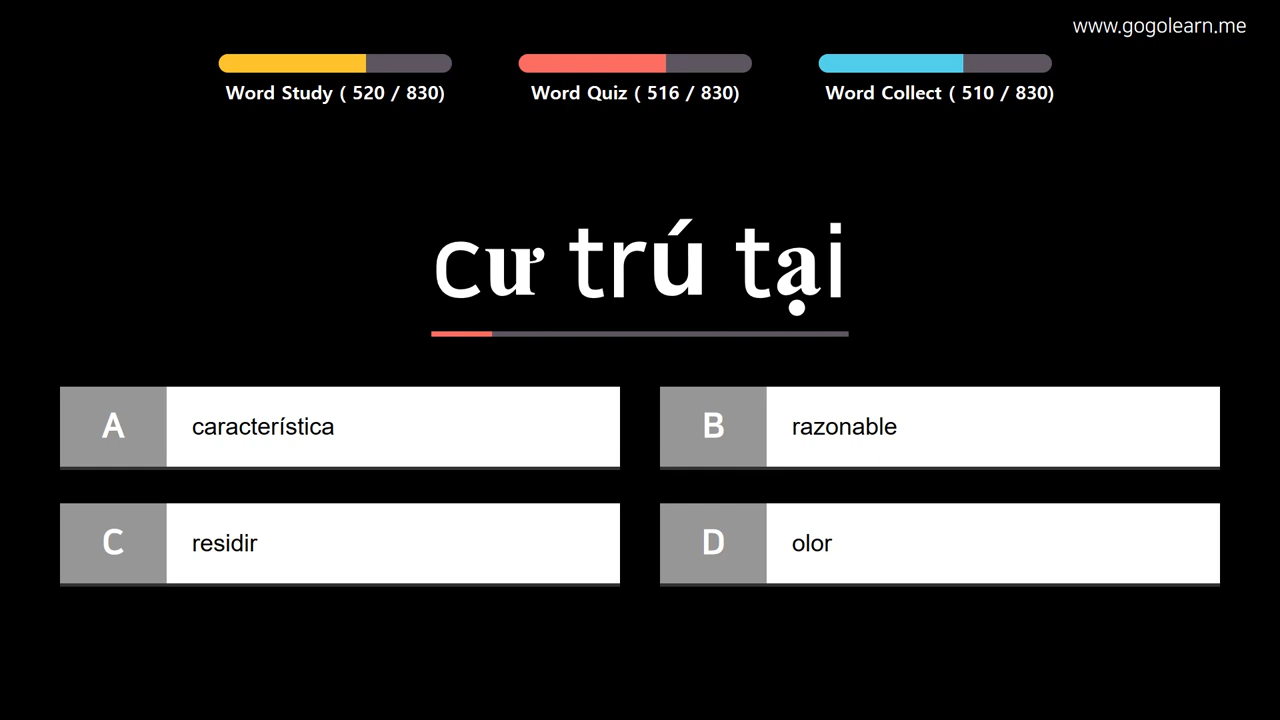 www.gogolearn.me
Word Study ( 520 / 830)
Word Quiz ( 516 / 830)
Word Collect ( 510 / 830)
cư trú tại
A
característica
B
razonable
C
residir
D
olor